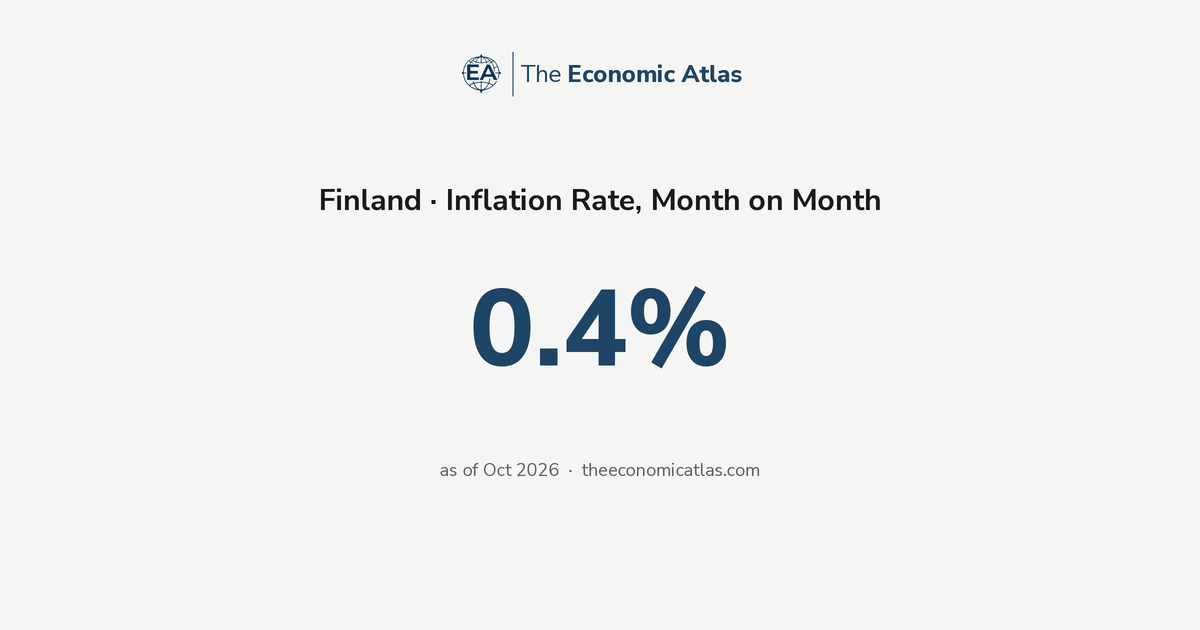 EA The Economic Atlas
Finland · Inflation Rate, Month on Month
0.4%
as of Oct 2026 · theeconomicatlas.com